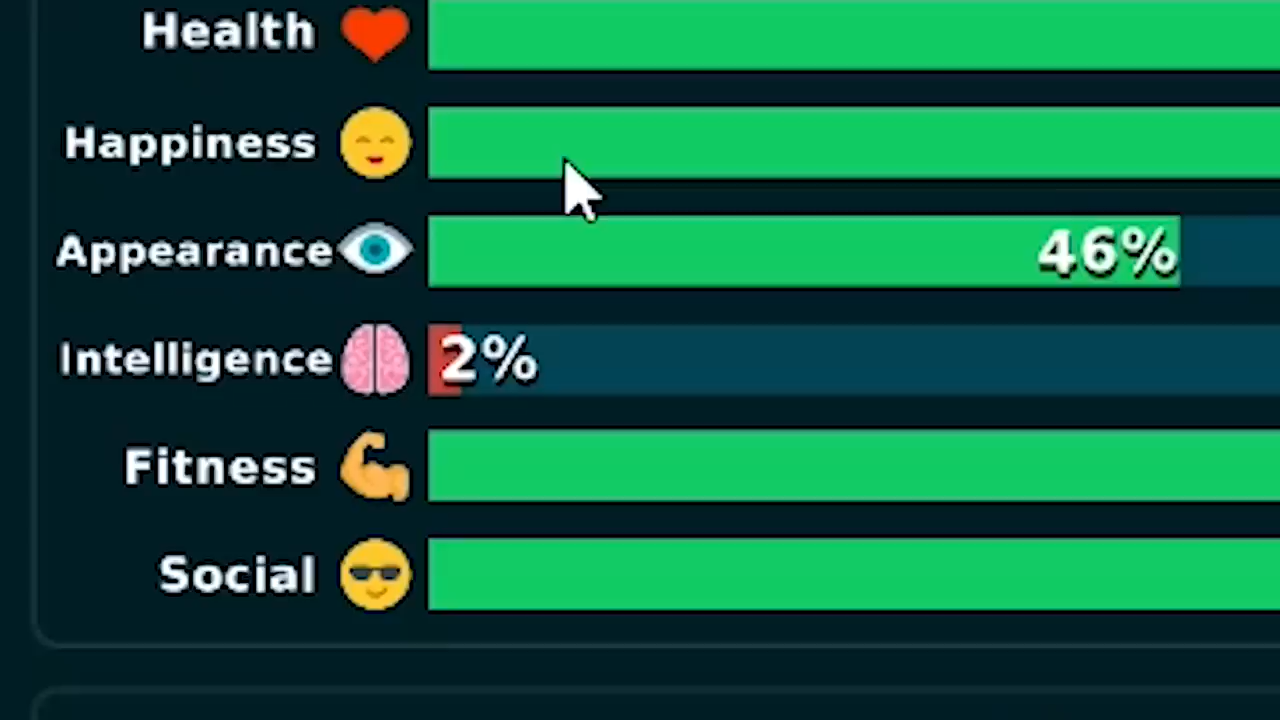 Health
Happiness
Appearance 46%
Intelligence 2%
Fitness
Social